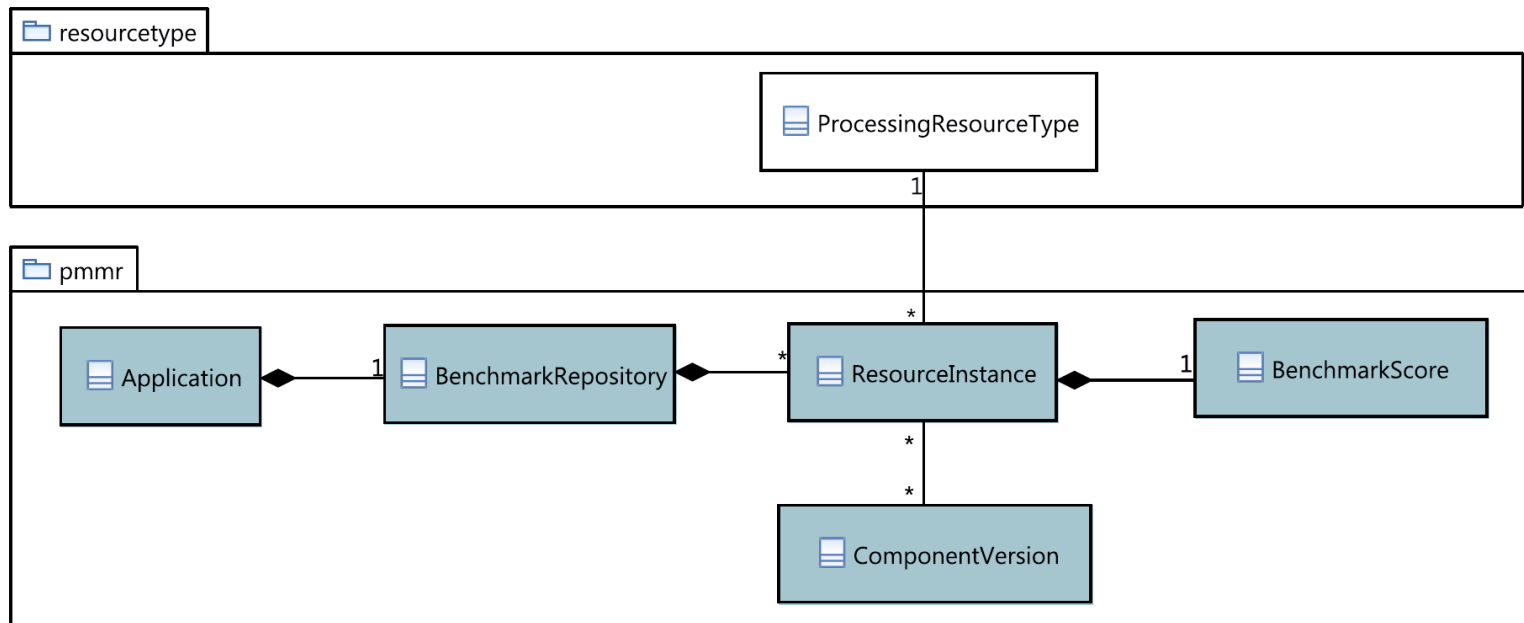 resourcetype
ProcessingResourceType
1
pmmr
*
Application
1
BenchmarkRepository
*
ResourceInstance
1
BenchmarkScore
*
*
ComponentVersion